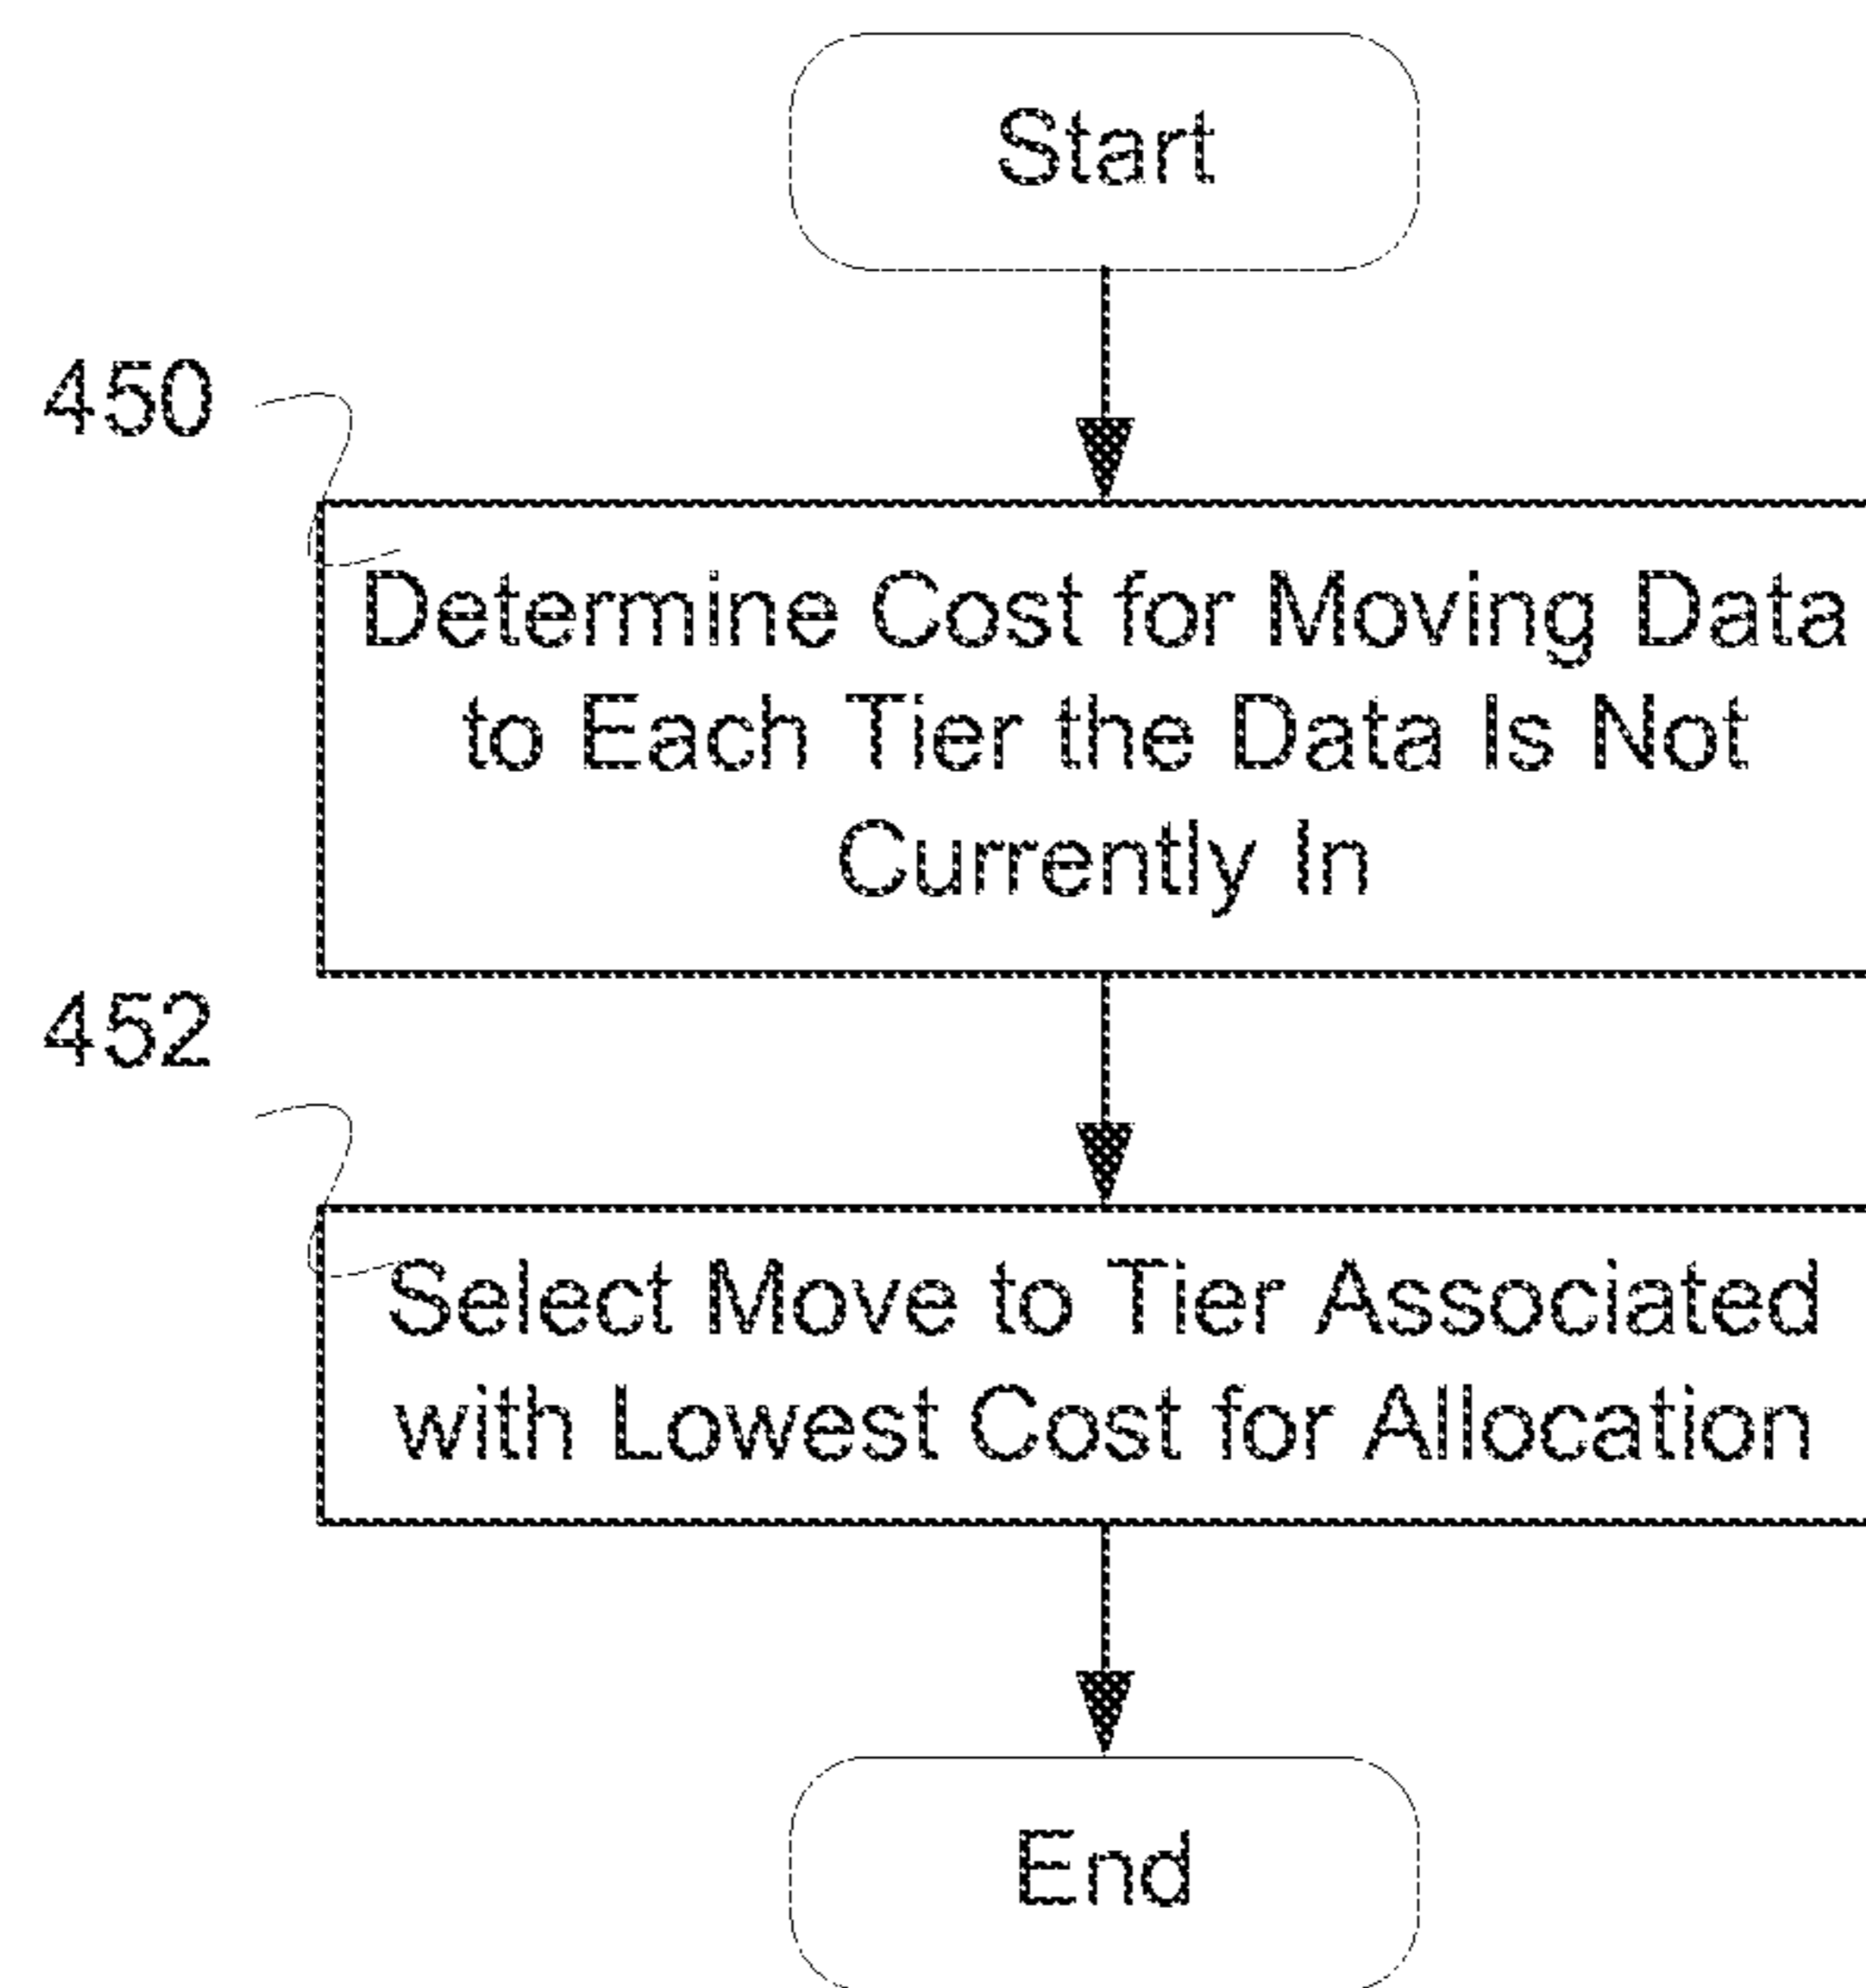 Start
450
Determine Cost for Moving Data
to Each Tier the Data Is Not
Currently In
452
Select Move to Tier Associated
with Lowest Cost for Allocation
End